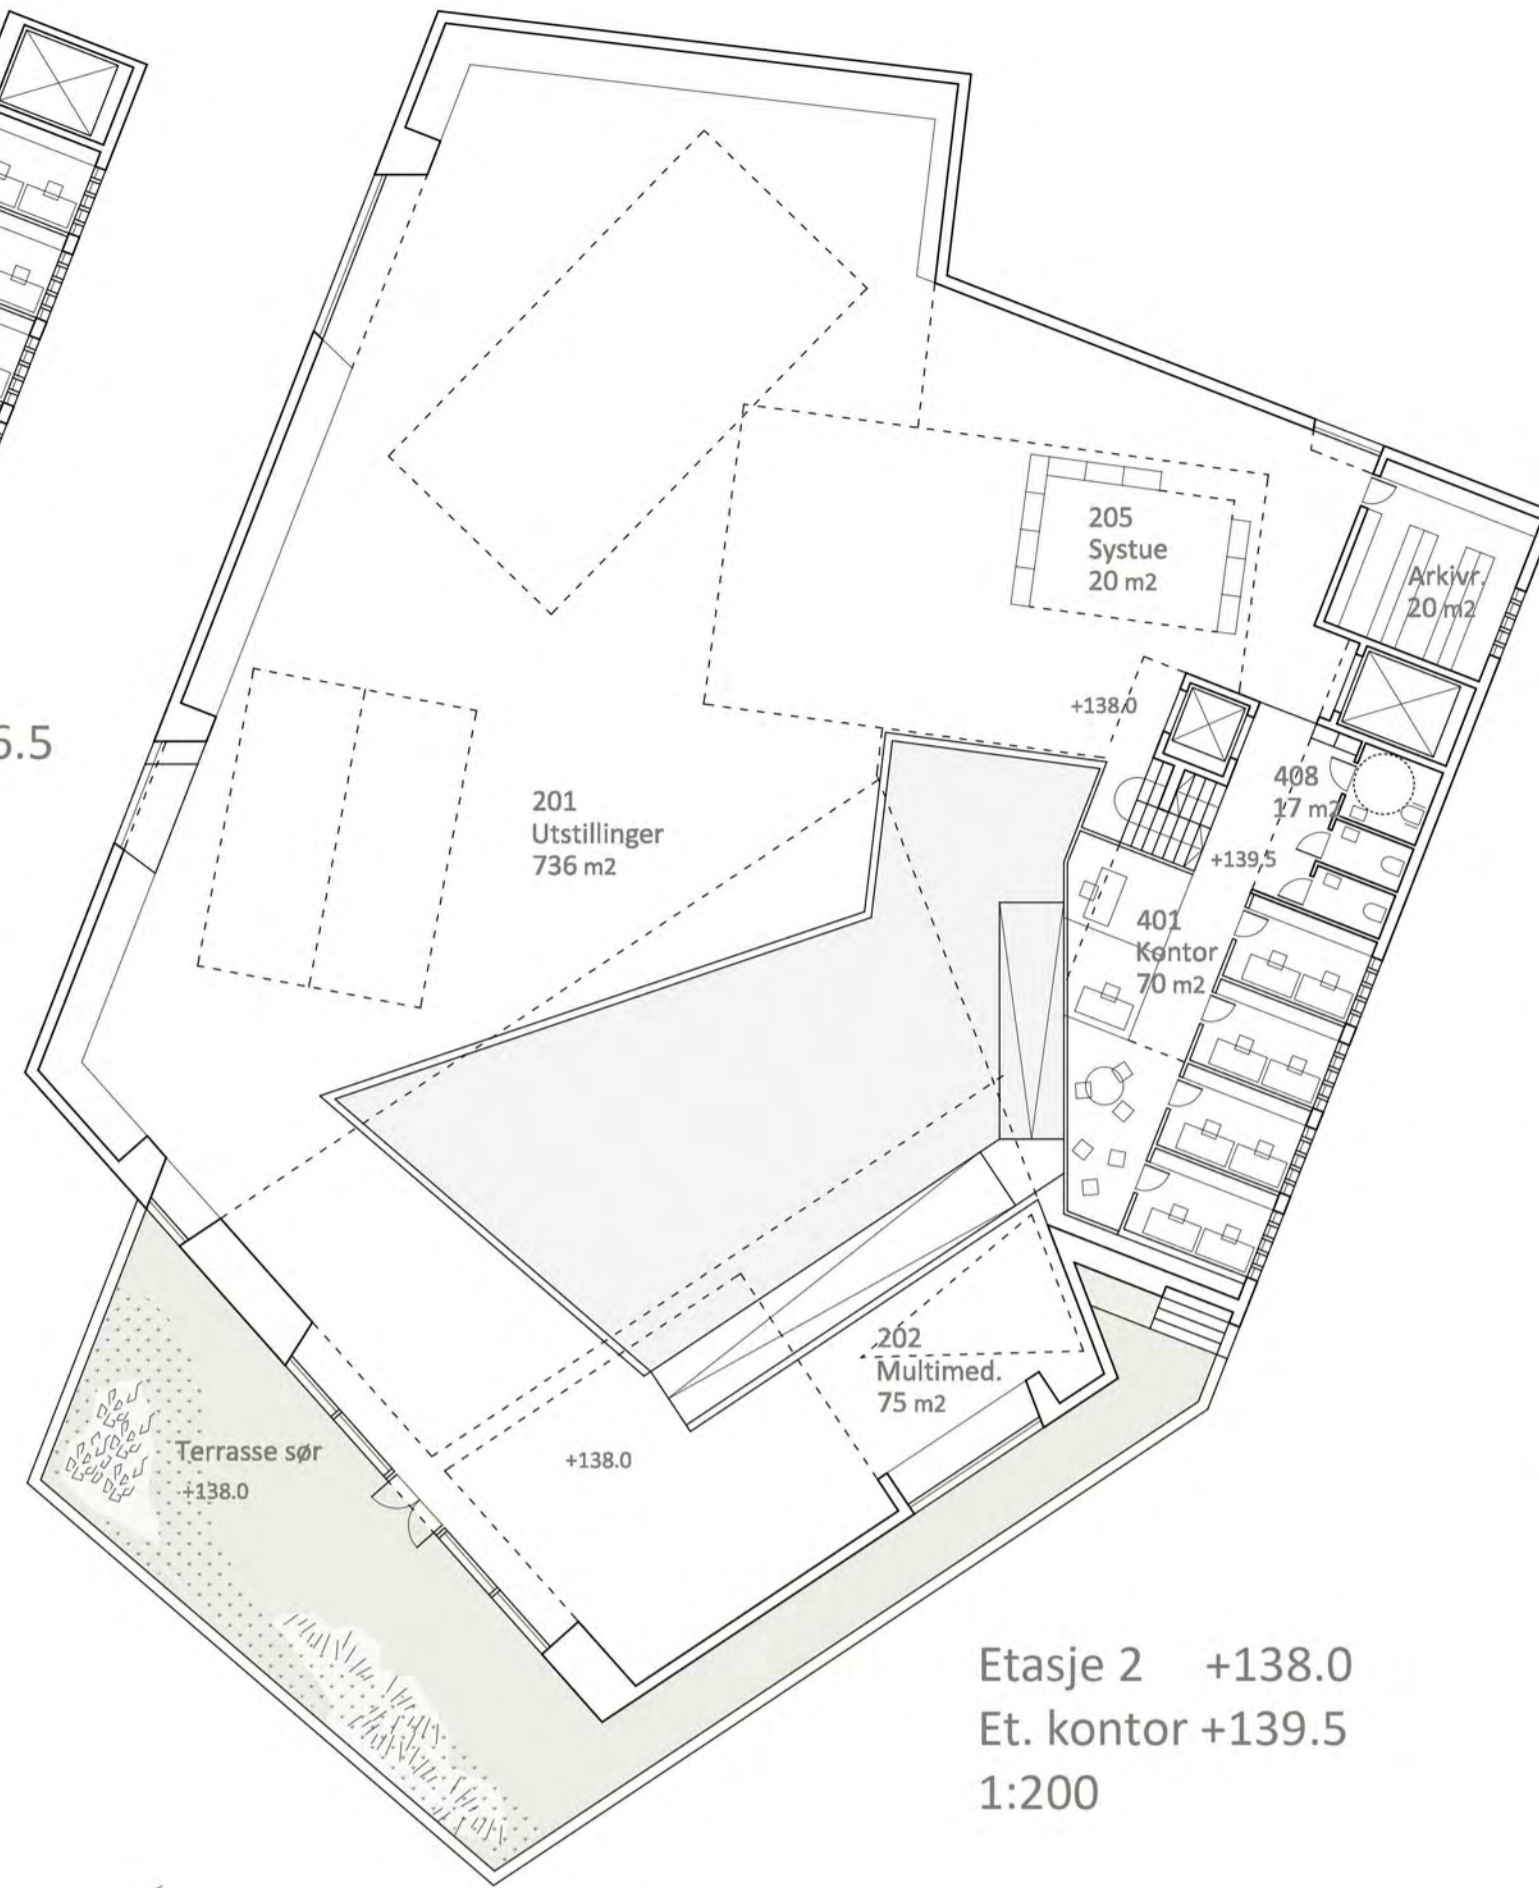 205
Systue
20 m2
Arkivr.
20 m2
+138.0
6.5
408
17 m2
201
Utstillinger
736 m2
+139,5
401
Kontor
70 m2
202
Multimed.
75 m2
Terrasse sør
+138.0
+138.0
Etasje 2 +138.0
Et. kontor +139.5
1:200